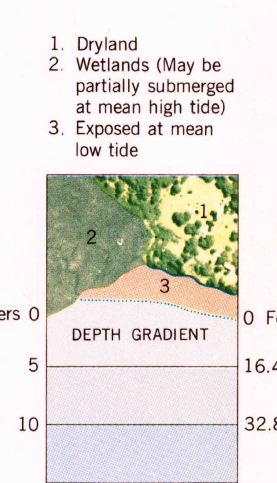 1. Dryland
2. Wetlands (May be
partially submerged
at mean high tide)
3. Exposed at mean
low tide
1
2
3
ers 0
0 F
DEPTH GRADIENT
5
16.4
10
32.8